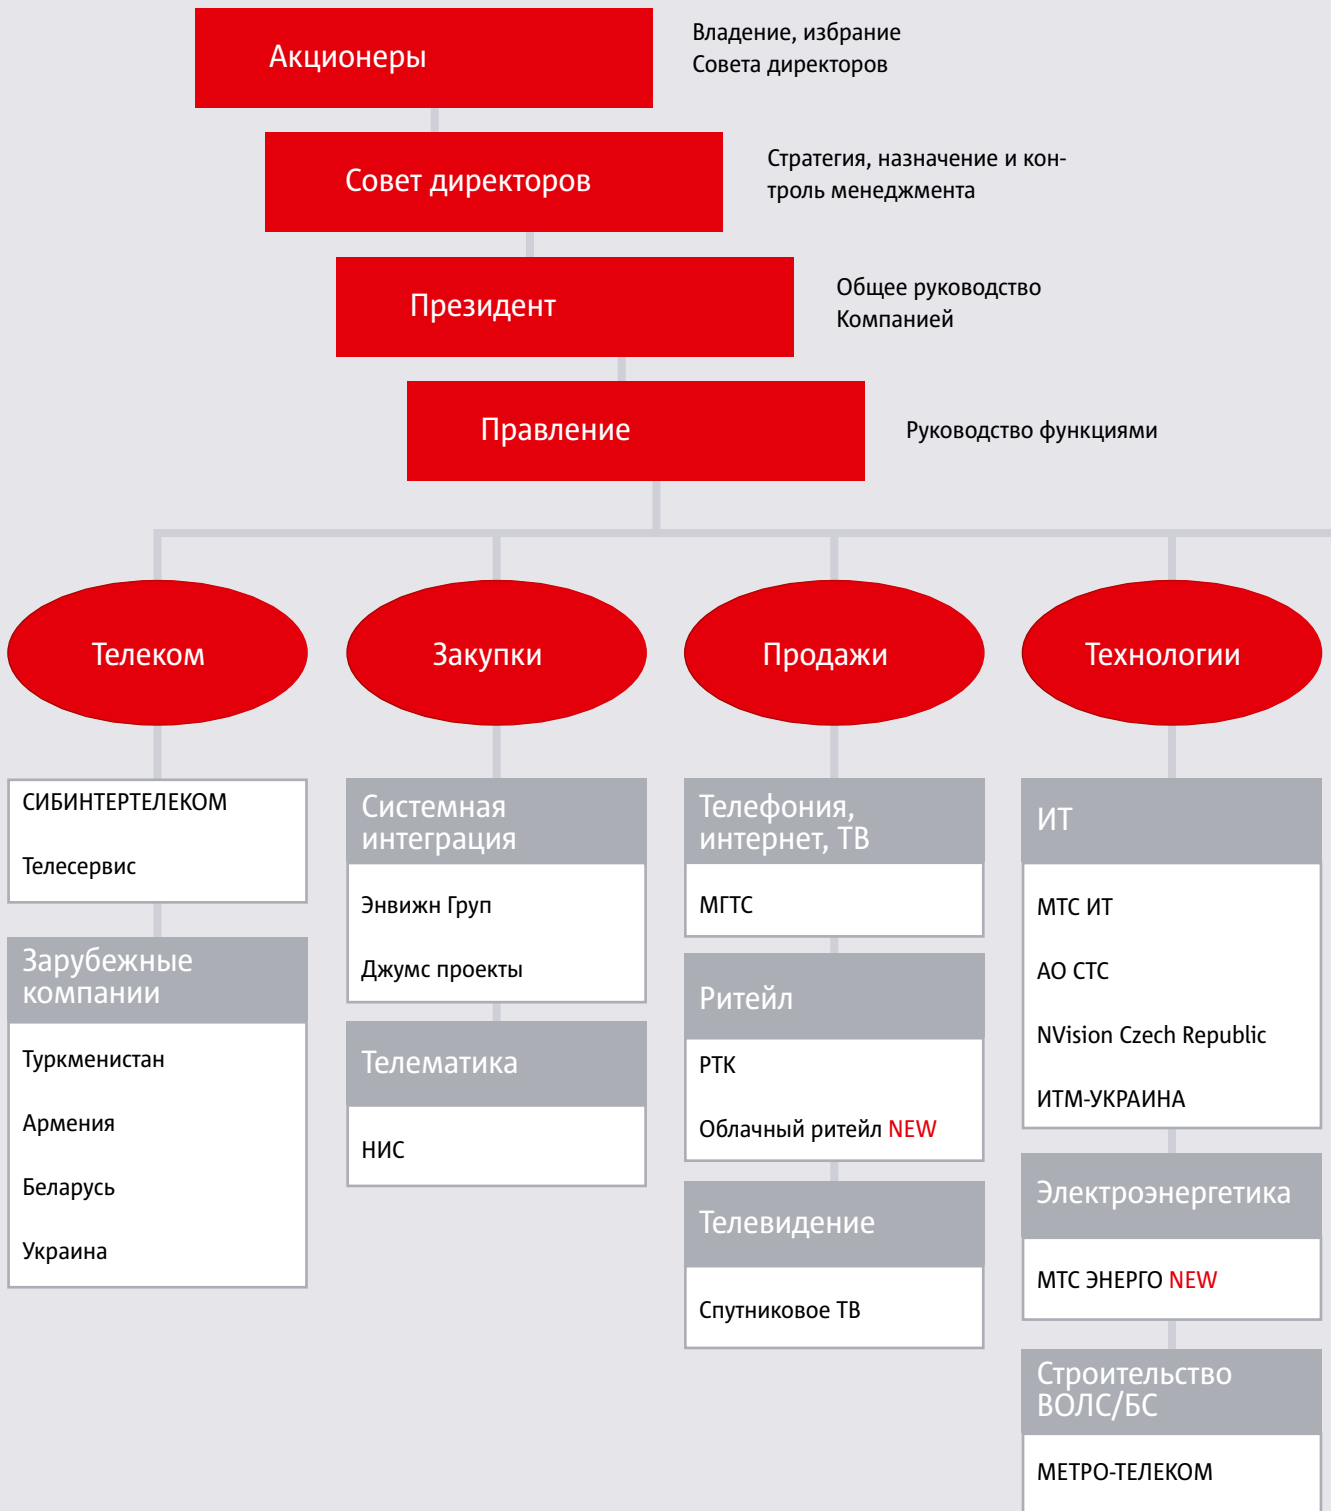 Акционеры
Владение, избрание
Совета директоров
Совет директоров
Стратегия, назначение и кон-
троль менеджмента
Президент
Общее руководство
Компанией
Правление
Руководство функциями
Телеком
Закупки
Продажи
Технологии
СИБИНТЕРТЕЛЕКОМ
Телесервис
Зарубежные
компании
Туркменистан
Армения
Беларусь
Украина
Системная
интеграция
Энвижн Груп
Джумс проекты
Телематика
НИС
Телефония,
интернет, ТВ
МГТС
Ритейл
РТК
Облачный ритейл NEW
Телевидение
Спутниковое ТВ
ИТ
МТС ИТ
АО СТС
NVision Czech Republic
ИТМ-УКРАИНА
Электроэнергетика
МТС ЭНЕРГО NEW
Строительство
ВОЛС/БС
МЕТРО-ТЕЛЕКОМ